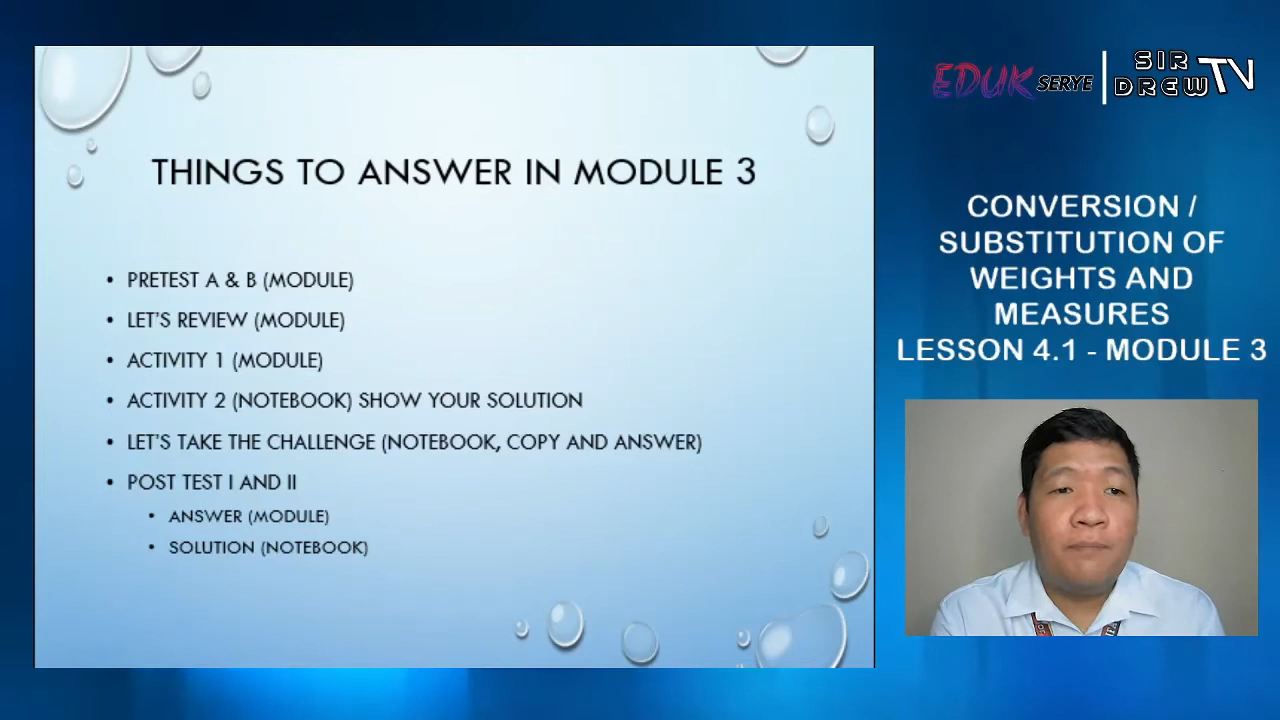 THINGS TO ANSWER IN MODULE 3
• PRETEST A & B (MODULE)
• LET'S REVIEW (MODULE)
• ACTIVITY 1 (MODULE)
• ACTIVITY 2 (NOTEBOOK) SHOW YOUR SOLUTION
• LET'S TAKE THE CHALLENGE (NOTEBOOK, COPY AND ANSWER)
• POST TEST I AND II
• ANSWER (MODULE)
• SOLUTION (NOTEBOOK)
EDUKSERYE
SIR DREW TV
CONVERSION /
SUBSTITUTION OF
WEIGHTS AND
MEASURES
LESSON 4.1 - MODULE 3